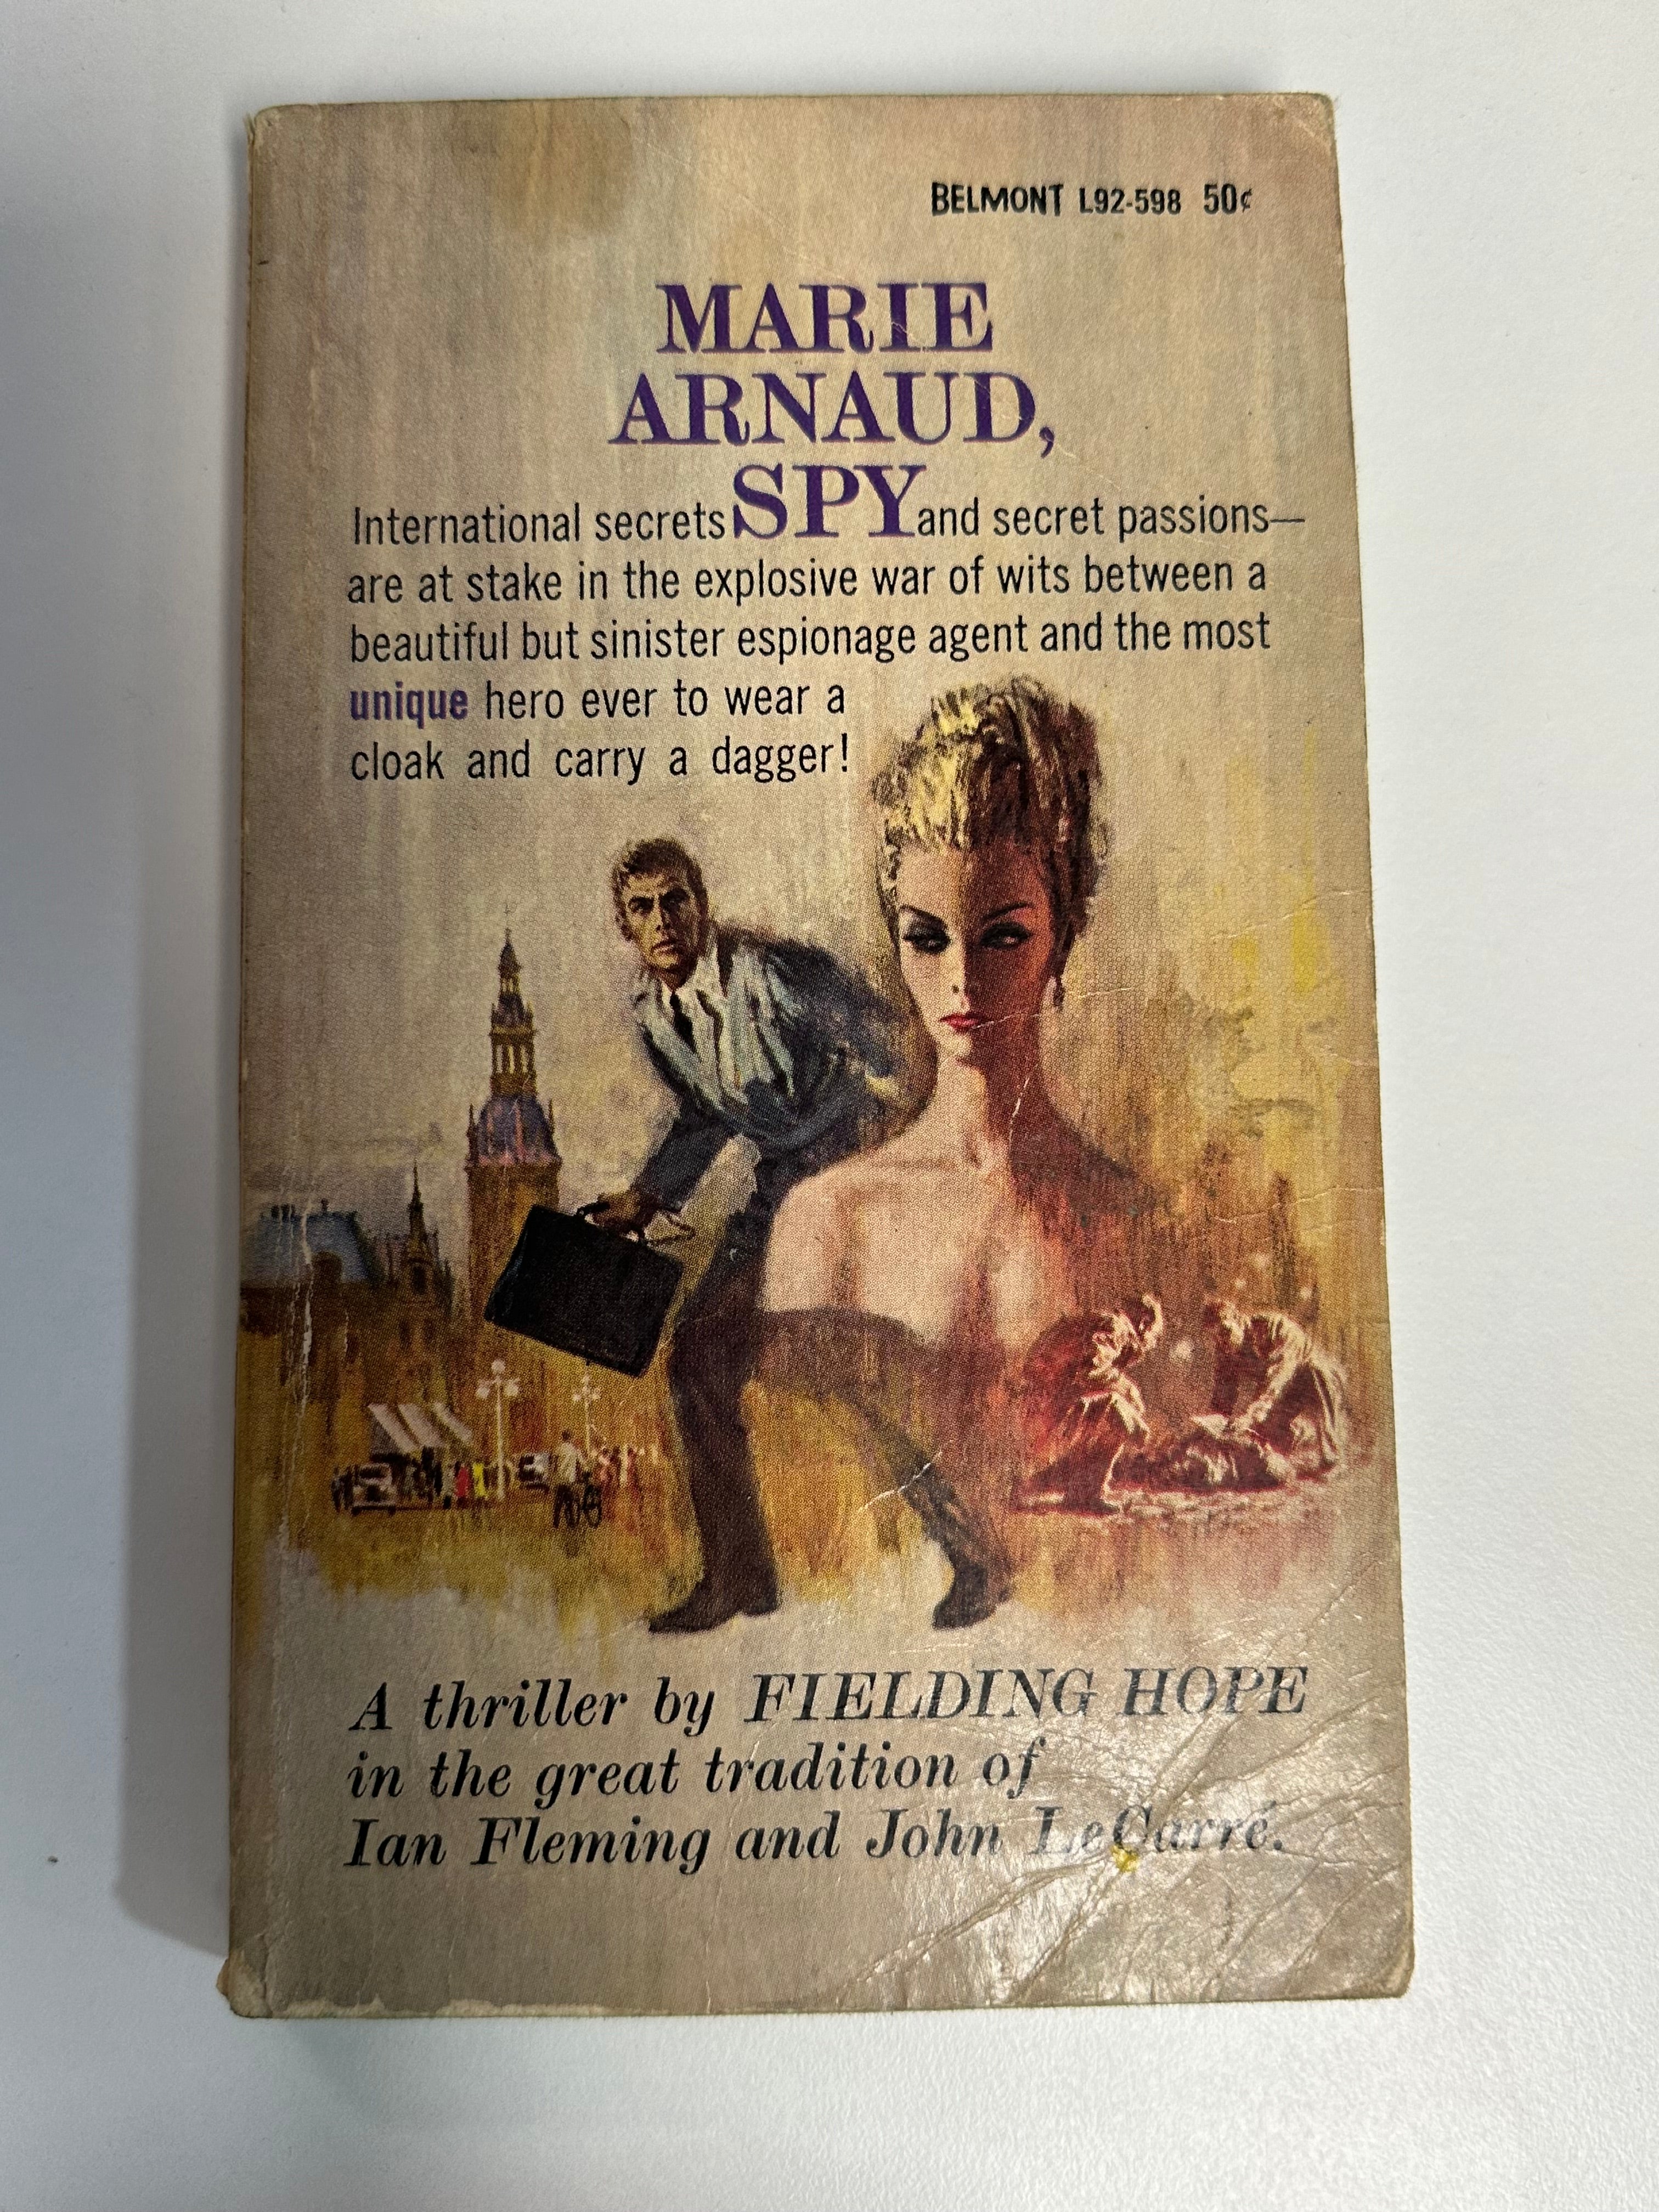 BELMONT L92-598 50¢
MARIE
ARNAUD,
SPY
International secrets and secret passions—
are at stake in the explosive war of wits between a
beautiful but sinister espionage agent and the most
unique hero ever to wear a
cloak and carry a dagger!
A thriller by FIELDING HOPE
in the great tradition of
Ian Fleming and John LeCarré.